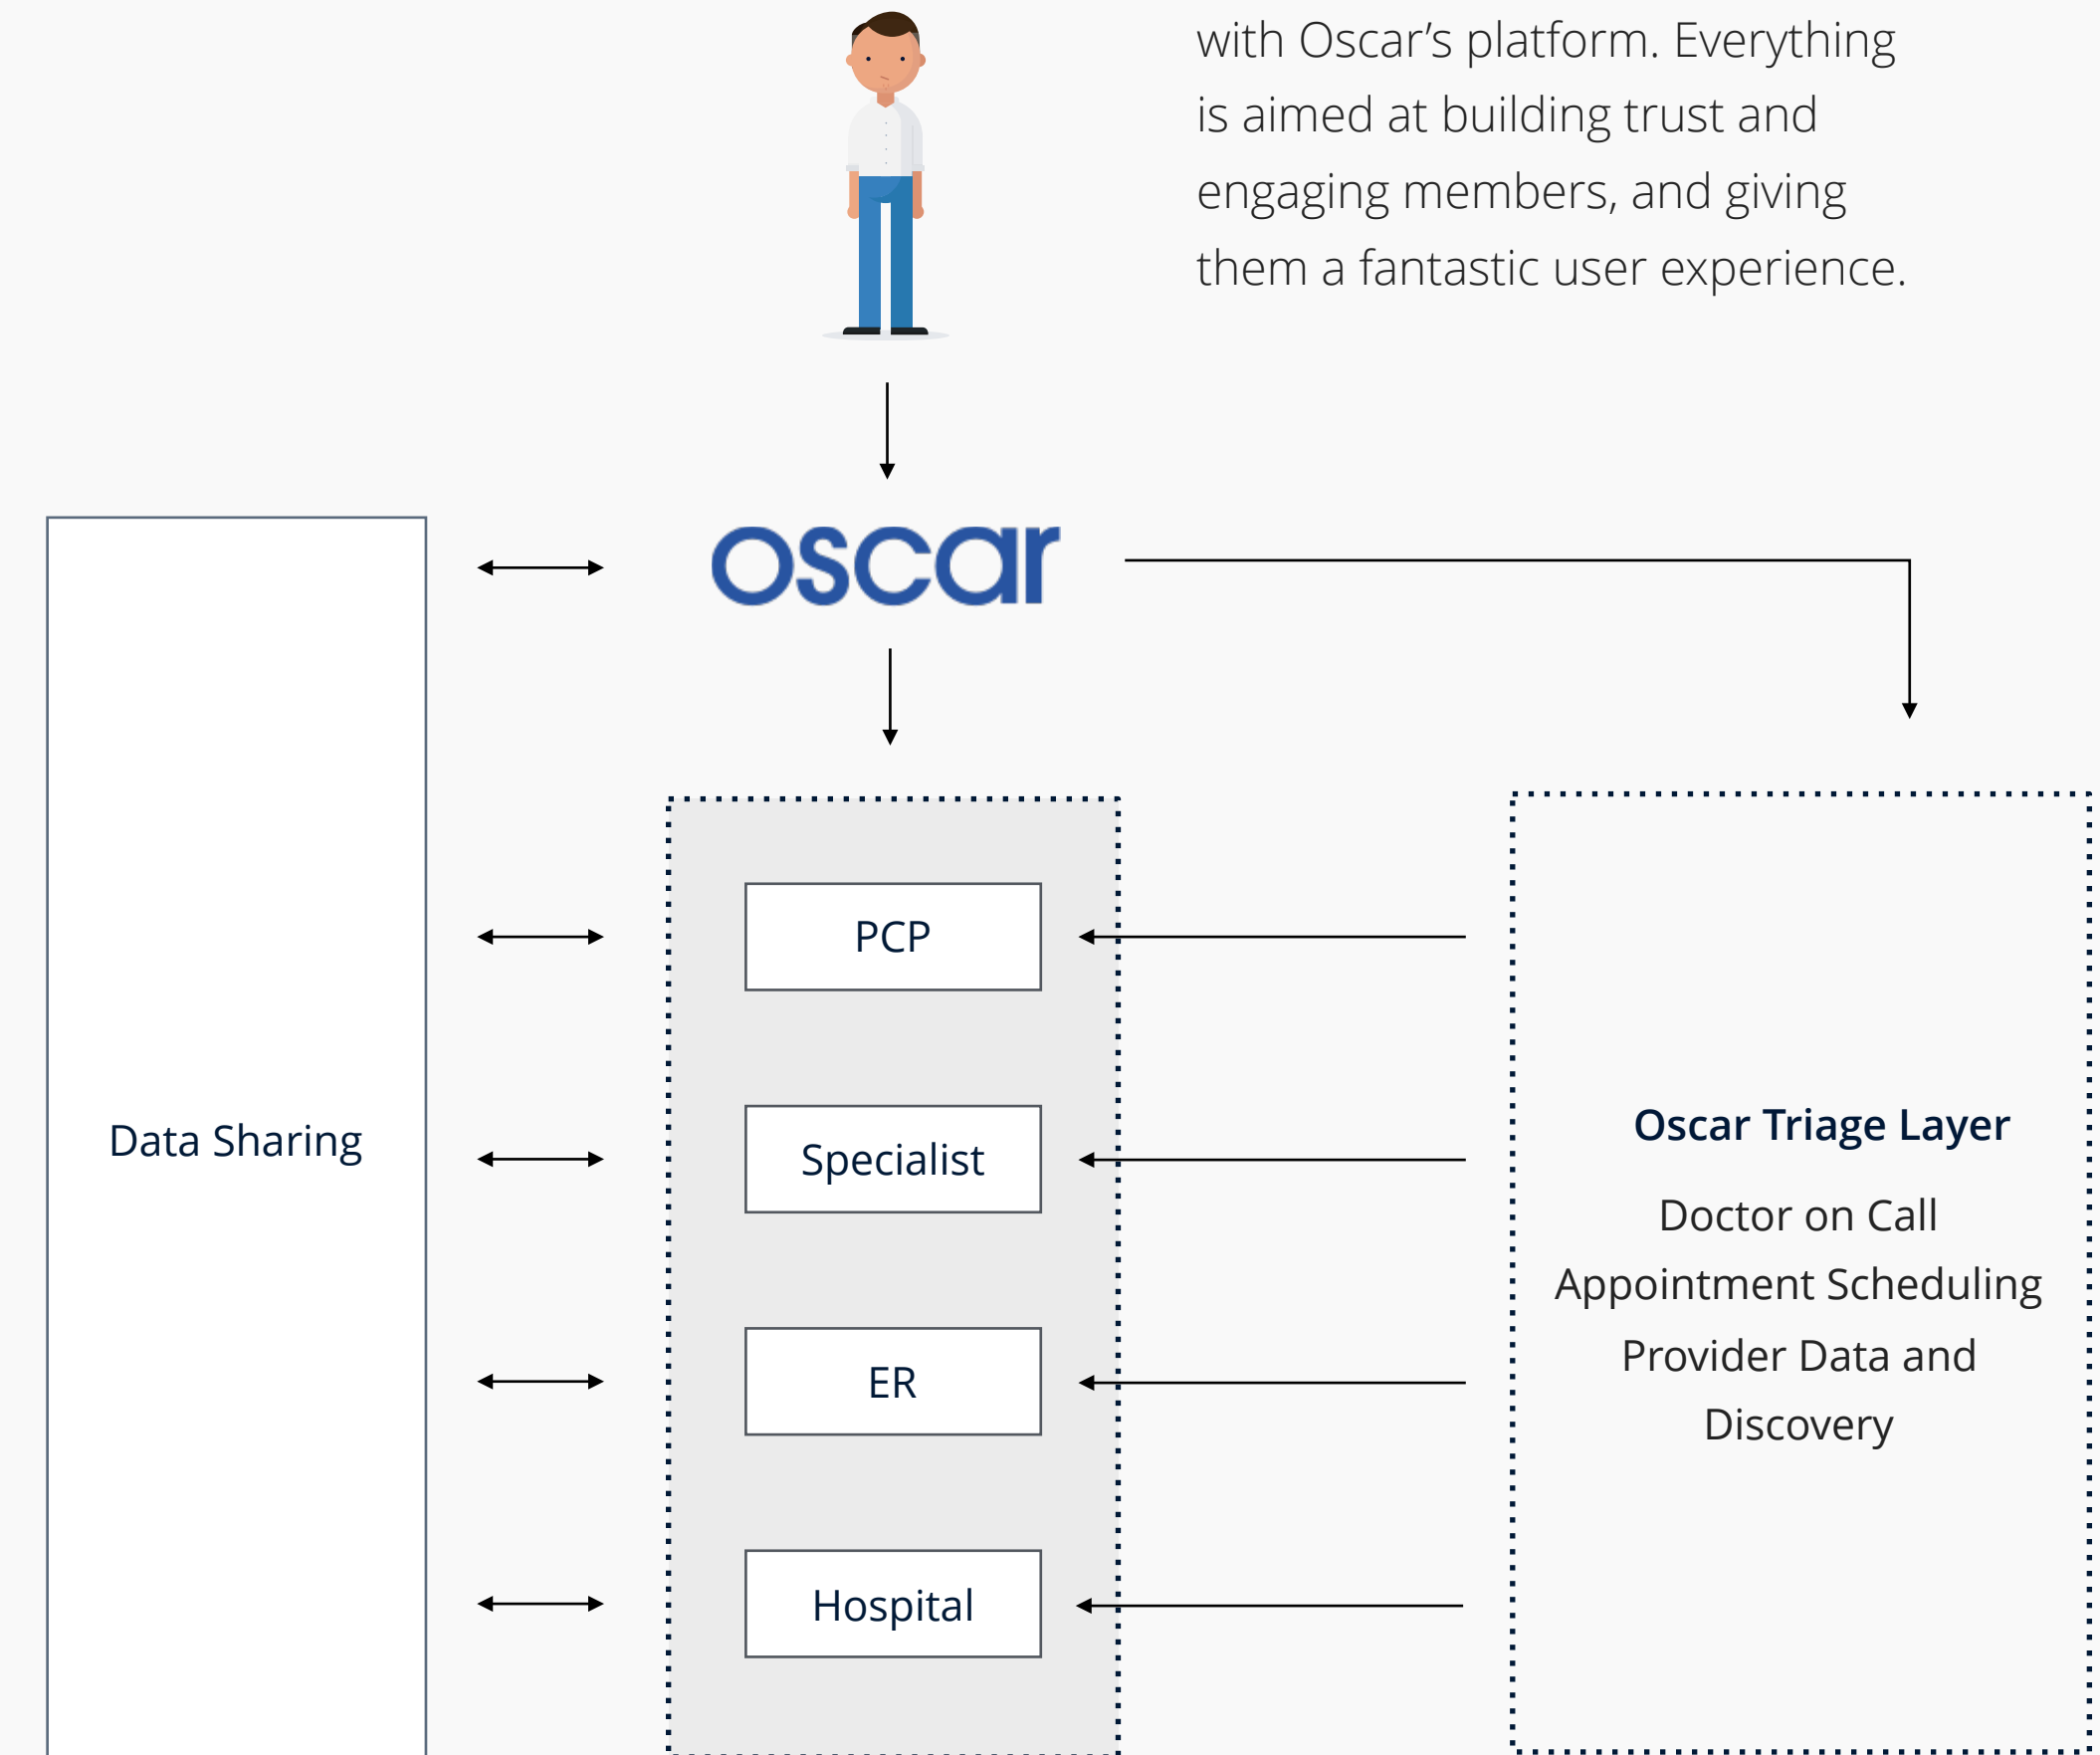 with Oscar’s platform. Everything
is aimed at building trust and
engaging members, and giving
them a fantastic user experience.
oscar
Data Sharing
PCP
Specialist
ER
Hospital
Oscar Triage Layer
Doctor on Call
Appointment Scheduling
Provider Data and
Discovery